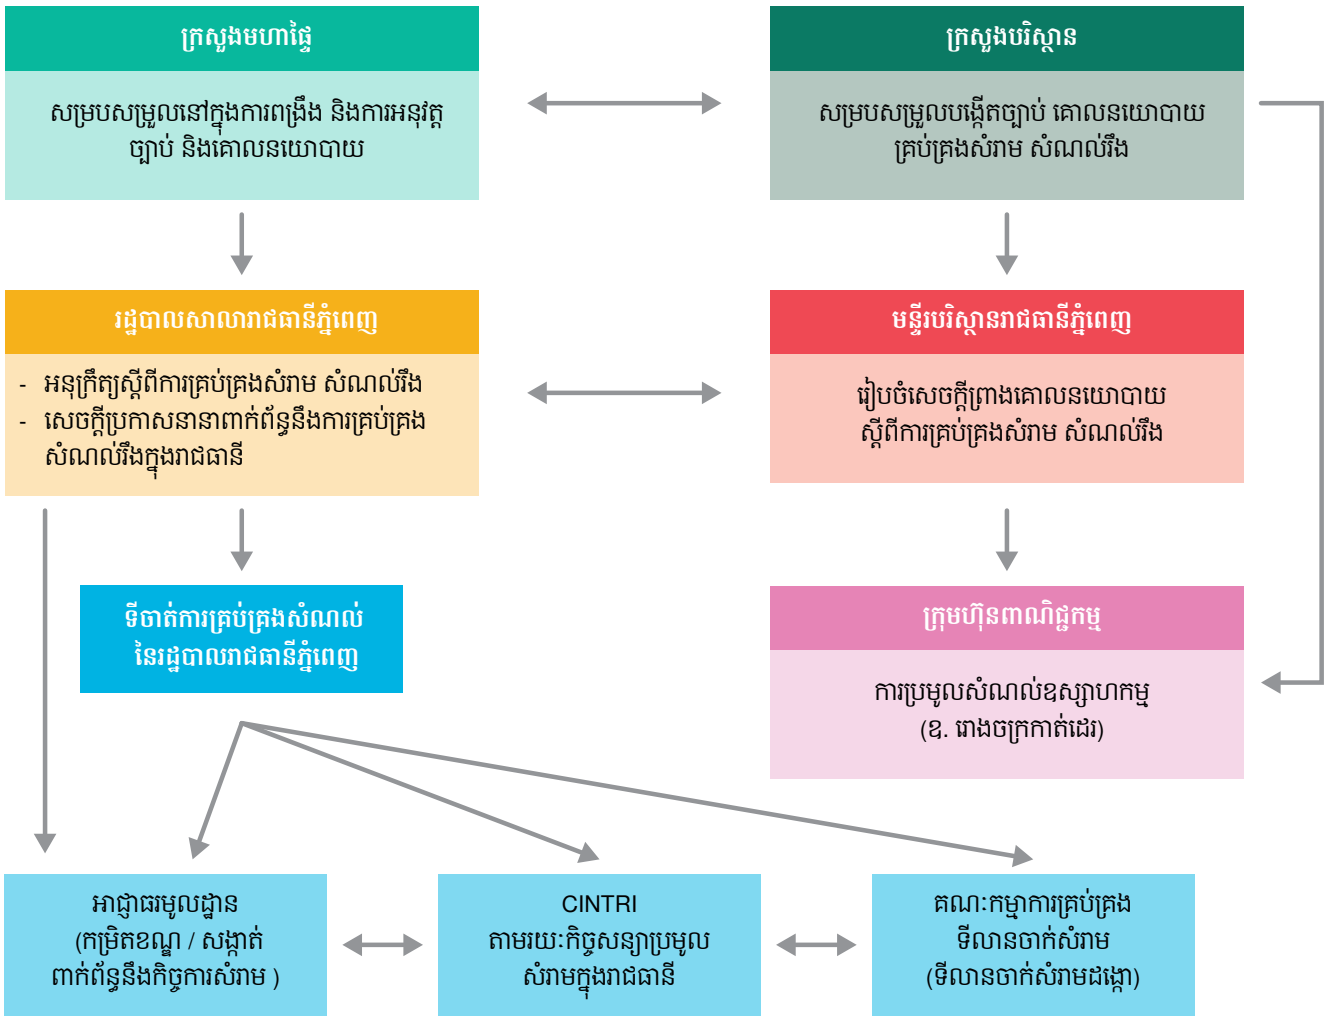 ក្រសួងមហាផ្ទៃ
សម្របសម្រួលនៅក្នុងការពង្រឹង និងការអនុវត្ត
ច្បាប់ និងគោលនយោបាយ
ក្រសួងបរិស្ថាន
សម្របសម្រួលបង្កើតច្បាប់ គោលនយោបាយ
គ្រប់គ្រងសំរាម សំណល់រឹង
រដ្ឋបាលសាលារាជធានីភ្នំពេញ
- អនុក្រឹត្យស្តីពីការគ្រប់គ្រងសំរាម សំណល់រឹង
- សេចក្តីប្រកាសនានាពាក់ព័ន្ធនឹងការគ្រប់គ្រង
សំណល់រឹងក្នុងរាជធានី
មន្ទីរបរិស្ថានរាជធានីភ្នំពេញ
រៀបចំសេចក្តីព្រាងគោលនយោបាយ
ស្តីពីការគ្រប់គ្រងសំរាម សំណល់រឹង
ទីចាត់ការគ្រប់គ្រងសំណល់
នៃរដ្ឋបាលរាជធានីភ្នំពេញ
ក្រុមហ៊ុនពាណិជ្ជកម្ម
ការប្រមូលសំណល់ឧស្សាហកម្ម
(ឧ. រោងចក្រកាត់ដេរ)
អាជ្ញាធរមូលដ្ឋាន
(កម្រិតខណ្ឌ / សង្កាត់
ពាក់ព័ន្ធនឹងកិច្ចការសំរាម )
CINTRI
តាមរយៈកិច្ចសន្យាប្រមូល
សំរាមក្នុងរាជធានី
គណៈកម្មាការគ្រប់គ្រង
ទីលានចាក់សំរាម
(ទីលានចាក់សំរាមដង្កោ)